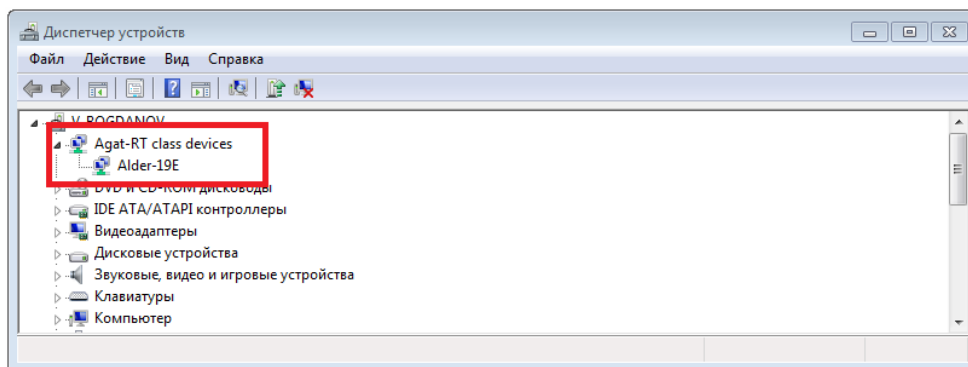 Диспетчер устройств
Файл Действие Вид Справка
V_BOGDANOV
Agat-RT class devices
Alder-19E
DVD и CD-ROM дисководы
IDE ATA/ATAPI контроллеры
Видеоадаптеры
Дисковые устройства
Звуковые, видео и игровые устройства
Клавиатуры
Компьютер